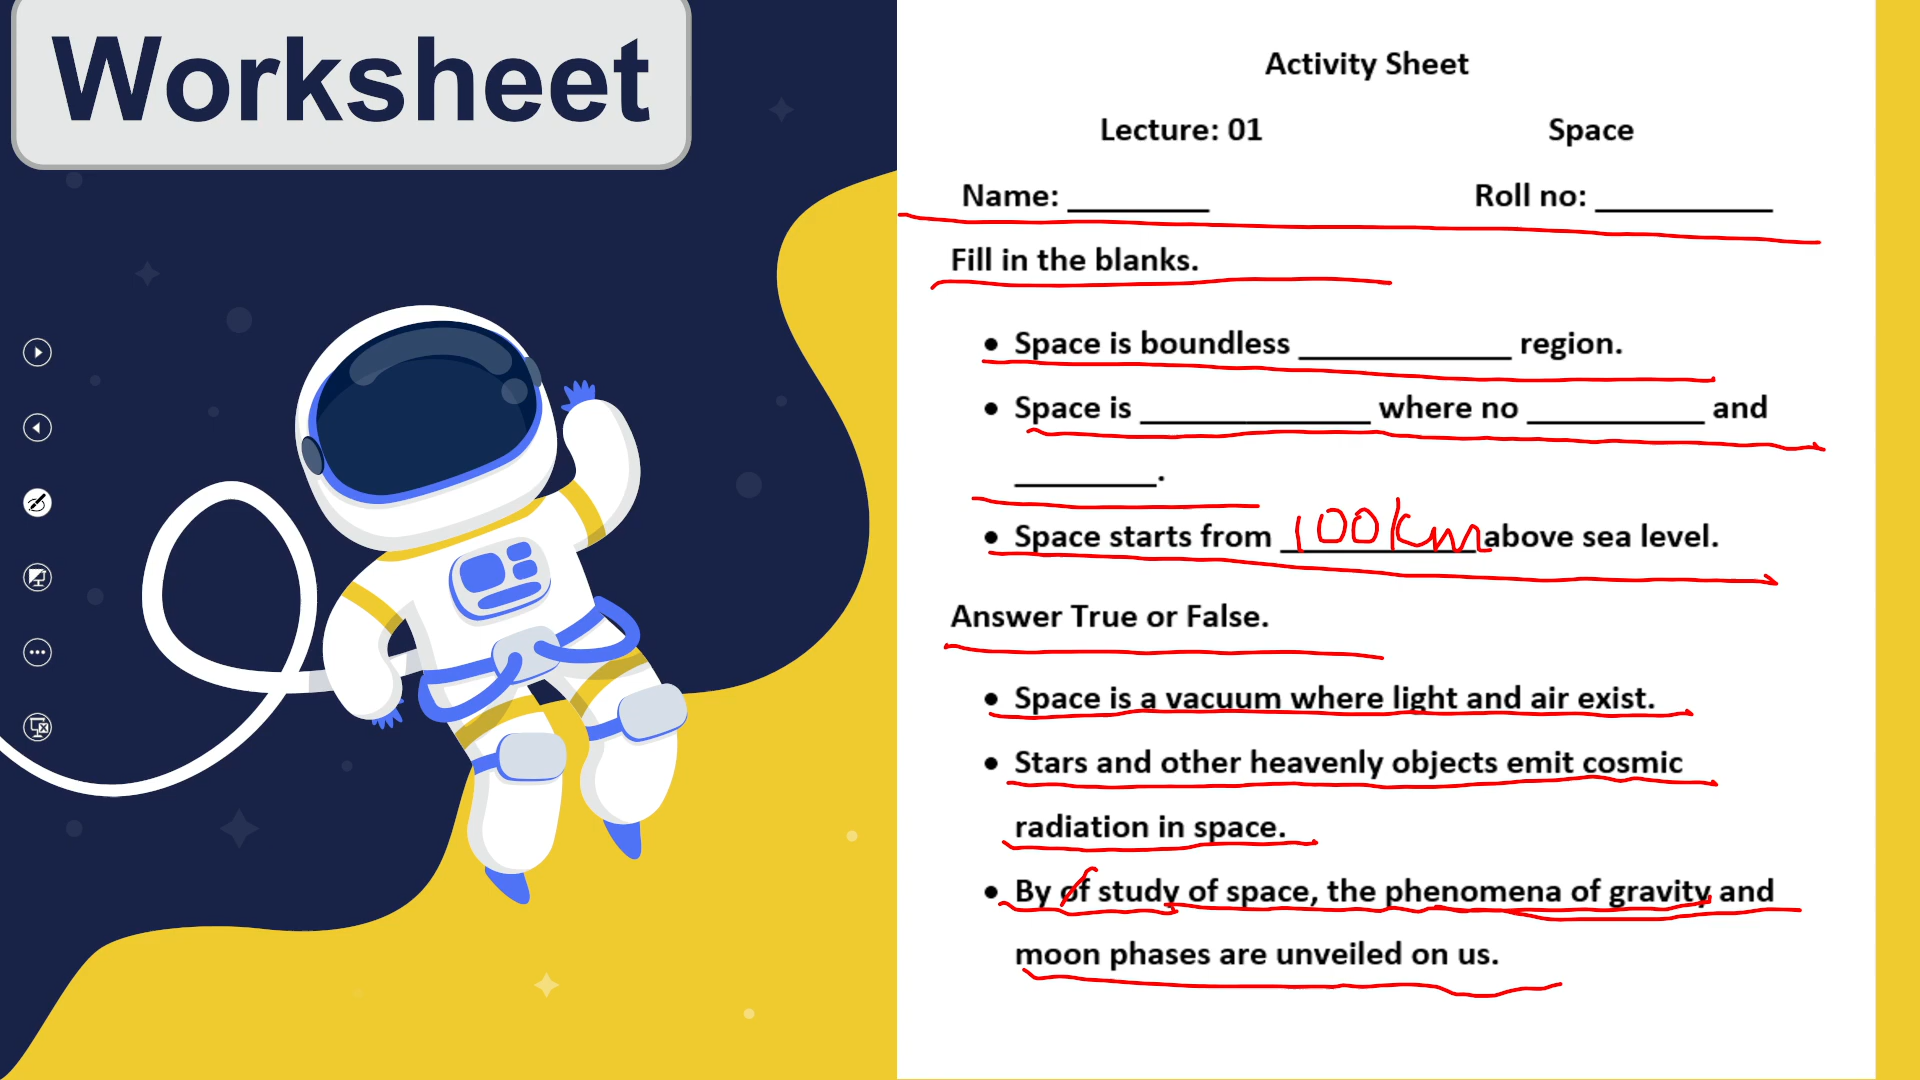 Worksheet
Activity Sheet
Lecture: 01 Space
Name: ________ Roll no: __________
Fill in the blanks.
• Space is boundless ____________ region.
• Space is _____________ where no __________ and
________.
• Space starts from 100km above sea level.
Answer True or False.
• Space is a vacuum where light and air exist.
• Stars and other heavenly objects emit cosmic
radiation in space.
• By of study of space, the phenomena of gravity and
moon phases are unveiled on us.